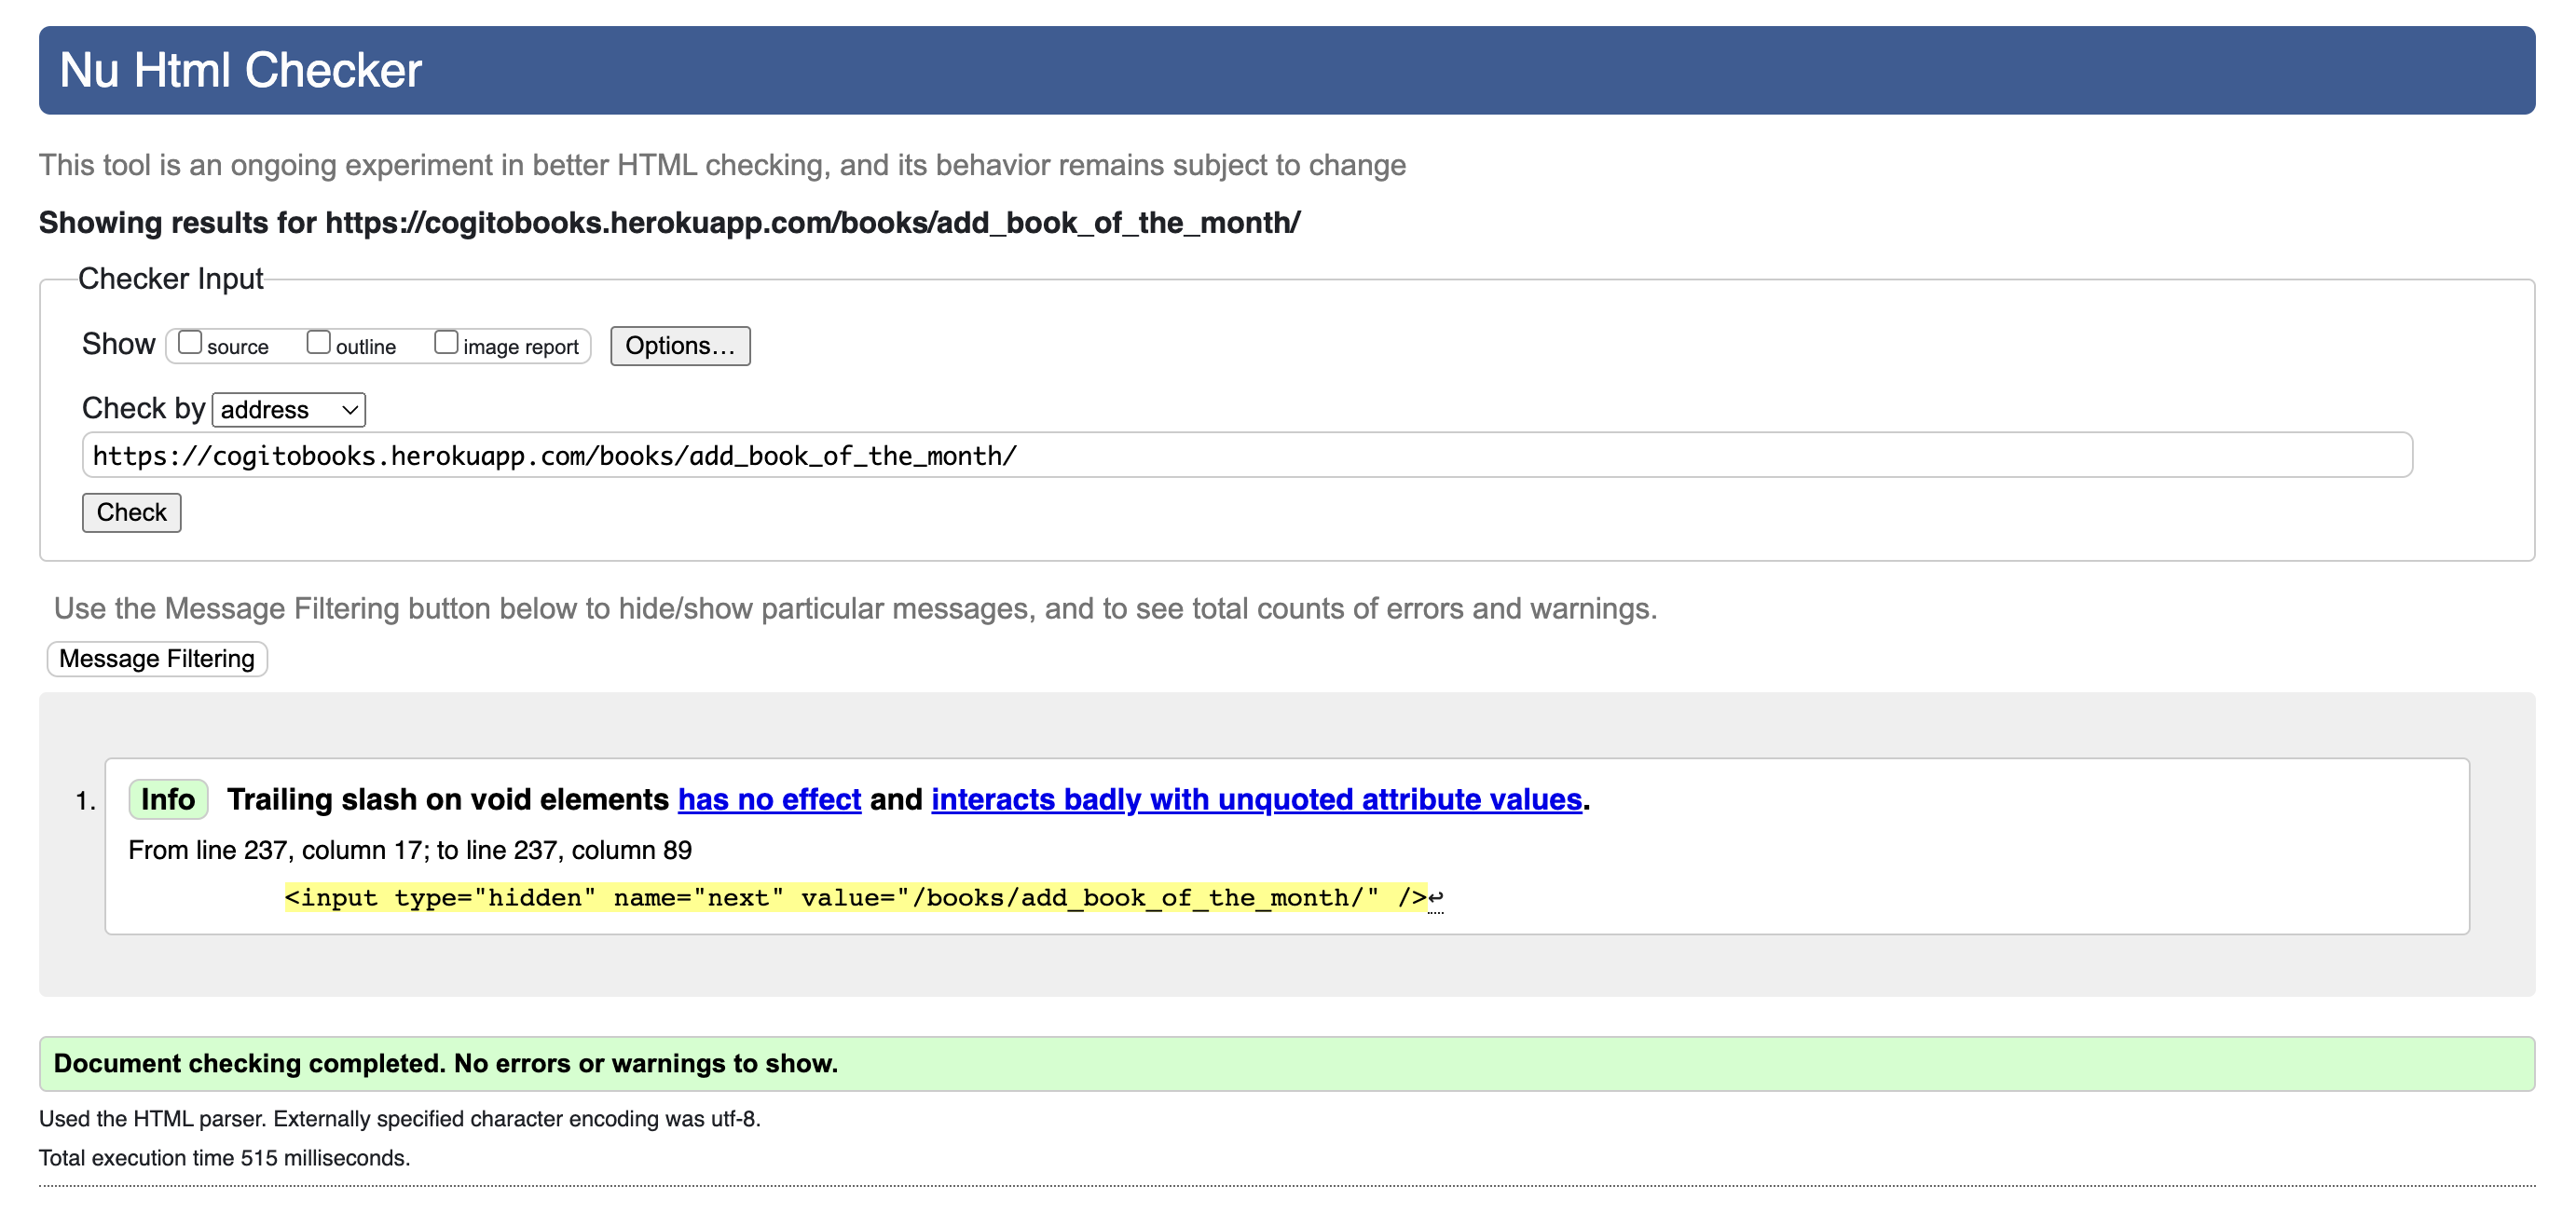 Nu Html Checker
This tool is an ongoing experiment in better HTML checking, and its behavior remains subject to change
Showing results for https://cogitobooks.herokuapp.com/books/add_book_of_the_month/
Checker Input
Show source outline image report Options...
Check by address
https://cogitobooks.herokuapp.com/books/add_book_of_the_month/
Check
Use the Message Filtering button below to hide/show particular messages, and to see total counts of errors and warnings.
Message Filtering
1. Info Trailing slash on void elements has no effect and interacts badly with unquoted attribute values.
From line 237, column 17; to line 237, column 89
<input type="hidden" name="next" value="/books/add_book_of_the_month/" />↩
Document checking completed. No errors or warnings to show.
Used the HTML parser. Externally specified character encoding was utf-8.
Total execution time 515 milliseconds.